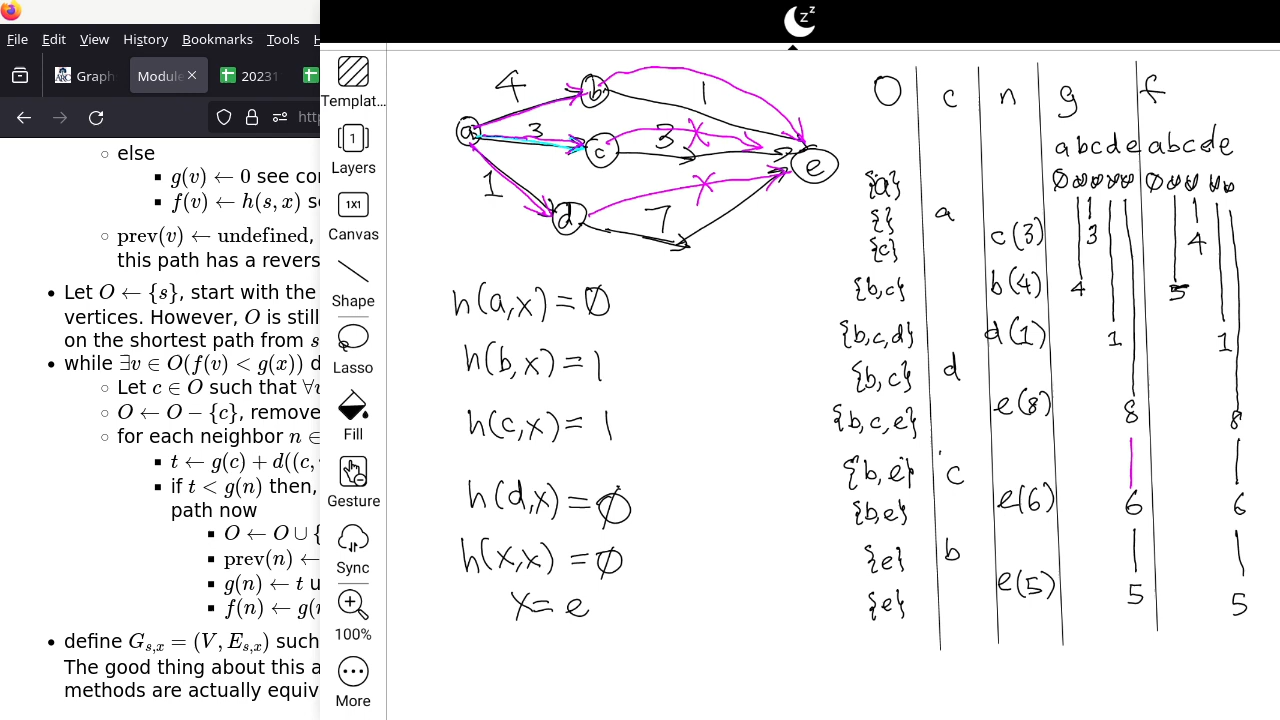 z z
File Edit View History Bookmarks Tools H
Graph Module × 20231
http
else
g(v) ← 0 see con
f(v) ← h(s, x) s
prev(v) ← undefined,
this path has a revers
Let O ← {s}, start with the
vertices. However, O is still
on the shortest path from s
while ∃v ∈ O(f(v) < g(x)) d
Let c ∈ O such that ∀
O ← O − {c}, remove
for each neighbor n ∈
t ← g(c) + d((c,
if t < g(n) then,
path now
O ← O ∪ {
prev(n) ←
g(n) ← t u
f(n) ← g(n
define G_{s,x} = (V, E_{s,x}) such
The good thing about this a
methods are actually equiv
Templat...
1
Layers
1X1
Canvas
Shape
Lasso
Fill
Gesture
Sync
100%
More
4 b 1
a 3 c 3 e
1 d 7
h(a,x)=∅
h(b,x)=1
h(c,x)=1
h(d,x)=∅
h(x,x)=∅
x=e
O c n g f
abcde abcde
{a} ∅∞∞∞∞ ∅∞∞∞∞
{} a
{c} c(3) 3 4
{b,c} b(4) 4 5
{b,c,d} d(1) 1 1
{b,c} d
{b,c,e} e(8) 8 8
{b,e} c
{b,e} e(6) 6 6
{e} b
{e} e(5) 5 5